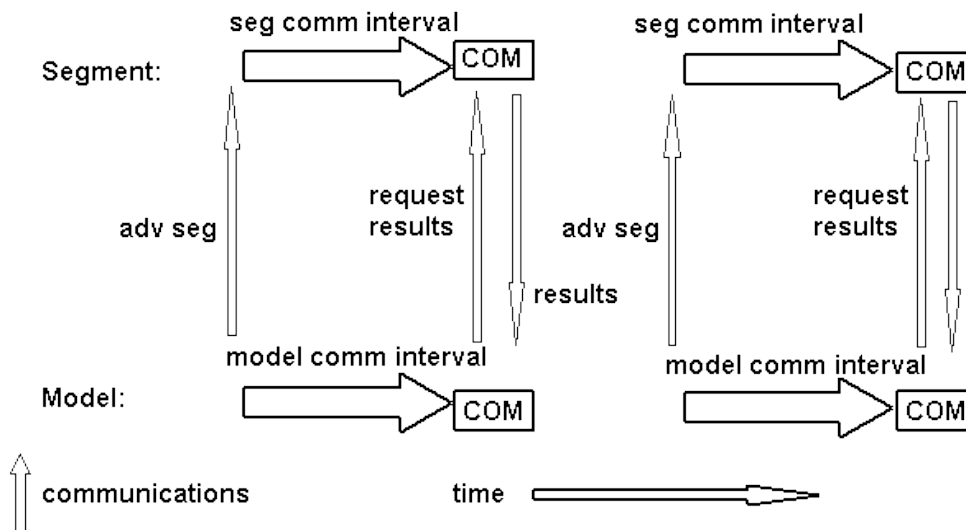 seg comm interval
seg comm interval
Segment:
COM
COM
request
results
request
results
adv seg
adv seg
results
model comm interval
model comm interval
Model:
COM
COM
communications
time